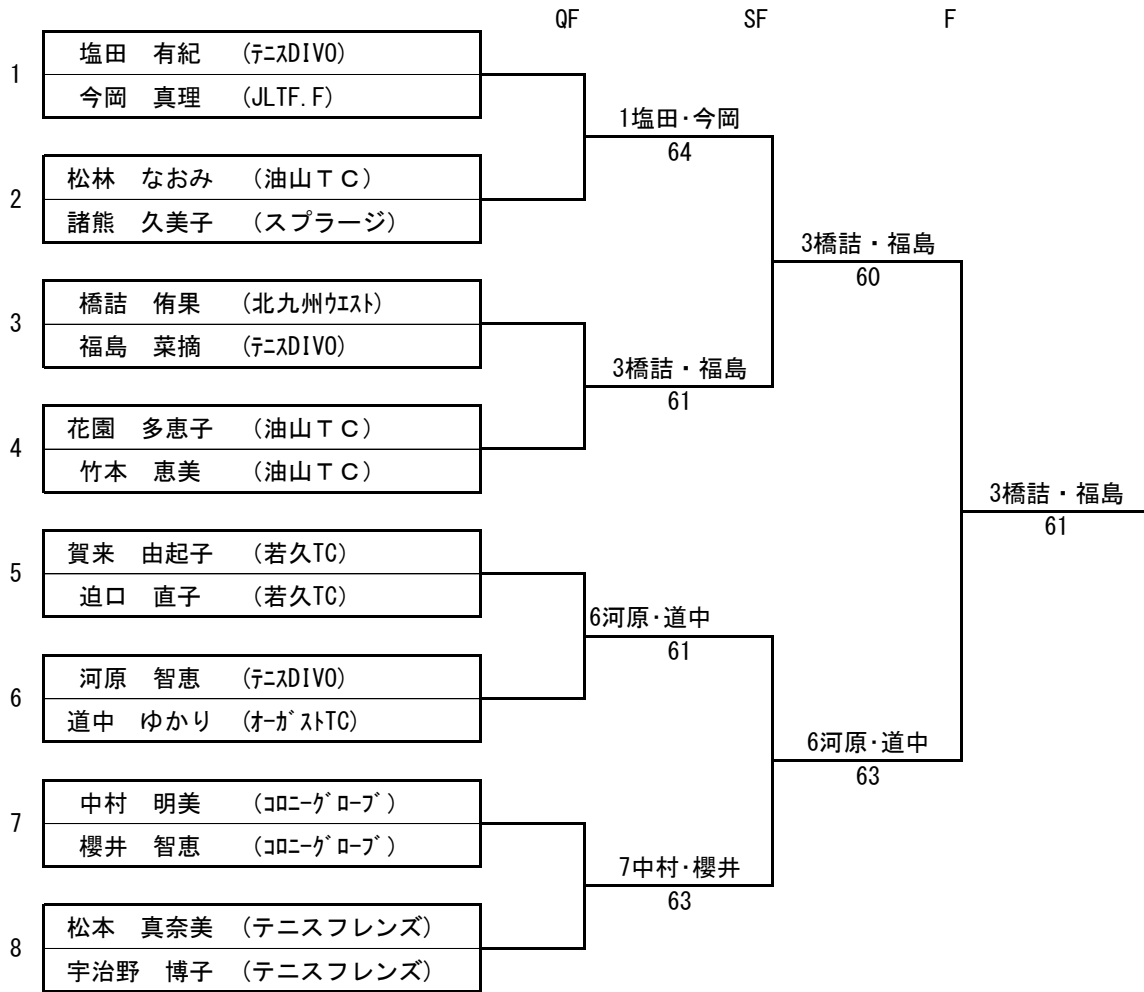 QF SF F
1
塩田 有紀 (ﾃﾆｽDIVO)
今岡 真理 (JLTF.F)
1塩田･今岡
64
2
松林 なおみ （油山ＴＣ）
諸熊 久美子 （スプラージ）
3橋詰・福島
60
3
橋詰 侑果 （北九州ｳｴｽﾄ）
福島 菜摘 (ﾃﾆｽDIVO)
3橋詰・福島
61
4
花園 多恵子 （油山ＴＣ）
竹本 恵美 （油山ＴＣ）
3橋詰・福島
61
5
賀来 由起子 （若久TC）
迫口 直子 （若久TC）
6河原･道中
61
6
河原 智恵 (ﾃﾆｽDIVO)
道中 ゆかり (ｵｰｶﾞｽﾄTC)
6河原･道中
63
7
中村 明美 （ｺﾛﾆｰｸﾞﾛｰﾌﾞ）
櫻井 智恵 （ｺﾛﾆｰｸﾞﾛｰﾌﾞ）
7中村･櫻井
63
8
松本 真奈美 （テニスフレンズ）
宇治野 博子 （テニスフレンズ）